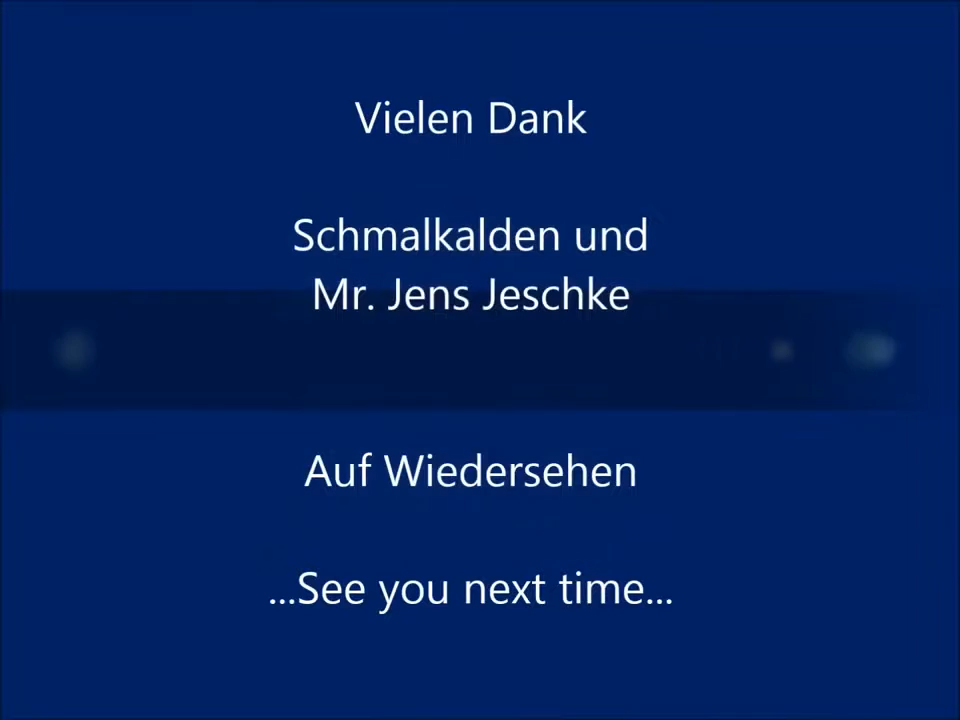 Vielen Dank
Schmalkalden und
Mr. Jens Jeschke
Auf Wiedersehen
...See you next time...